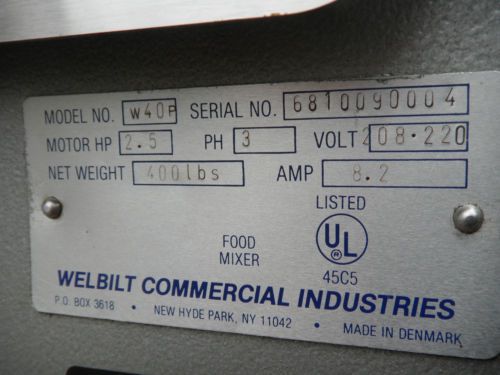 MODEL NO. W40P SERIAL NO. 6810090004
MOTOR HP 2.5 PH 3 VOLT 208-220
NET WEIGHT 400lbs AMP 8.2
LISTED
UL
®
FOOD
MIXER
45C5
WELBILT COMMERCIAL INDUSTRIES
P.O. BOX 3618 • NEW HYDE PARK, NY 11042 • MADE IN DENMARK